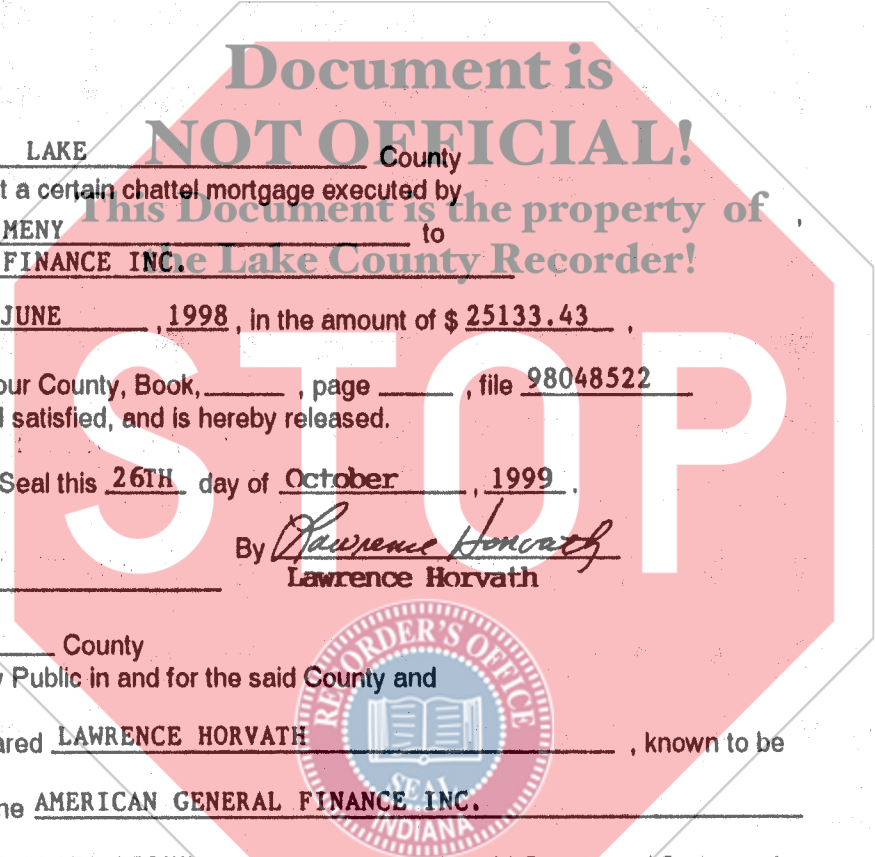 Document is
NOT OFFICIAL!
This Document is the property of
the Lake County Recorder!
STOP
LAKE County
t a certain chattel mortgage executed by
MENY to
FINANCE INC.
JUNE , 1998 , in the amount of $ 25133.43 ,
our County, Book, , page , file 98048522
d satisfied, and is hereby released.
Seal this 26TH day of October , 1999 .
By Lawrence Horvath
Lawrence Horvath
County
y Public in and for the said County and
ared LAWRENCE HORVATH , known to be
ne AMERICAN GENERAL FINANCE INC.
RECORDER'S OFFICE
SEAL
INDIANA